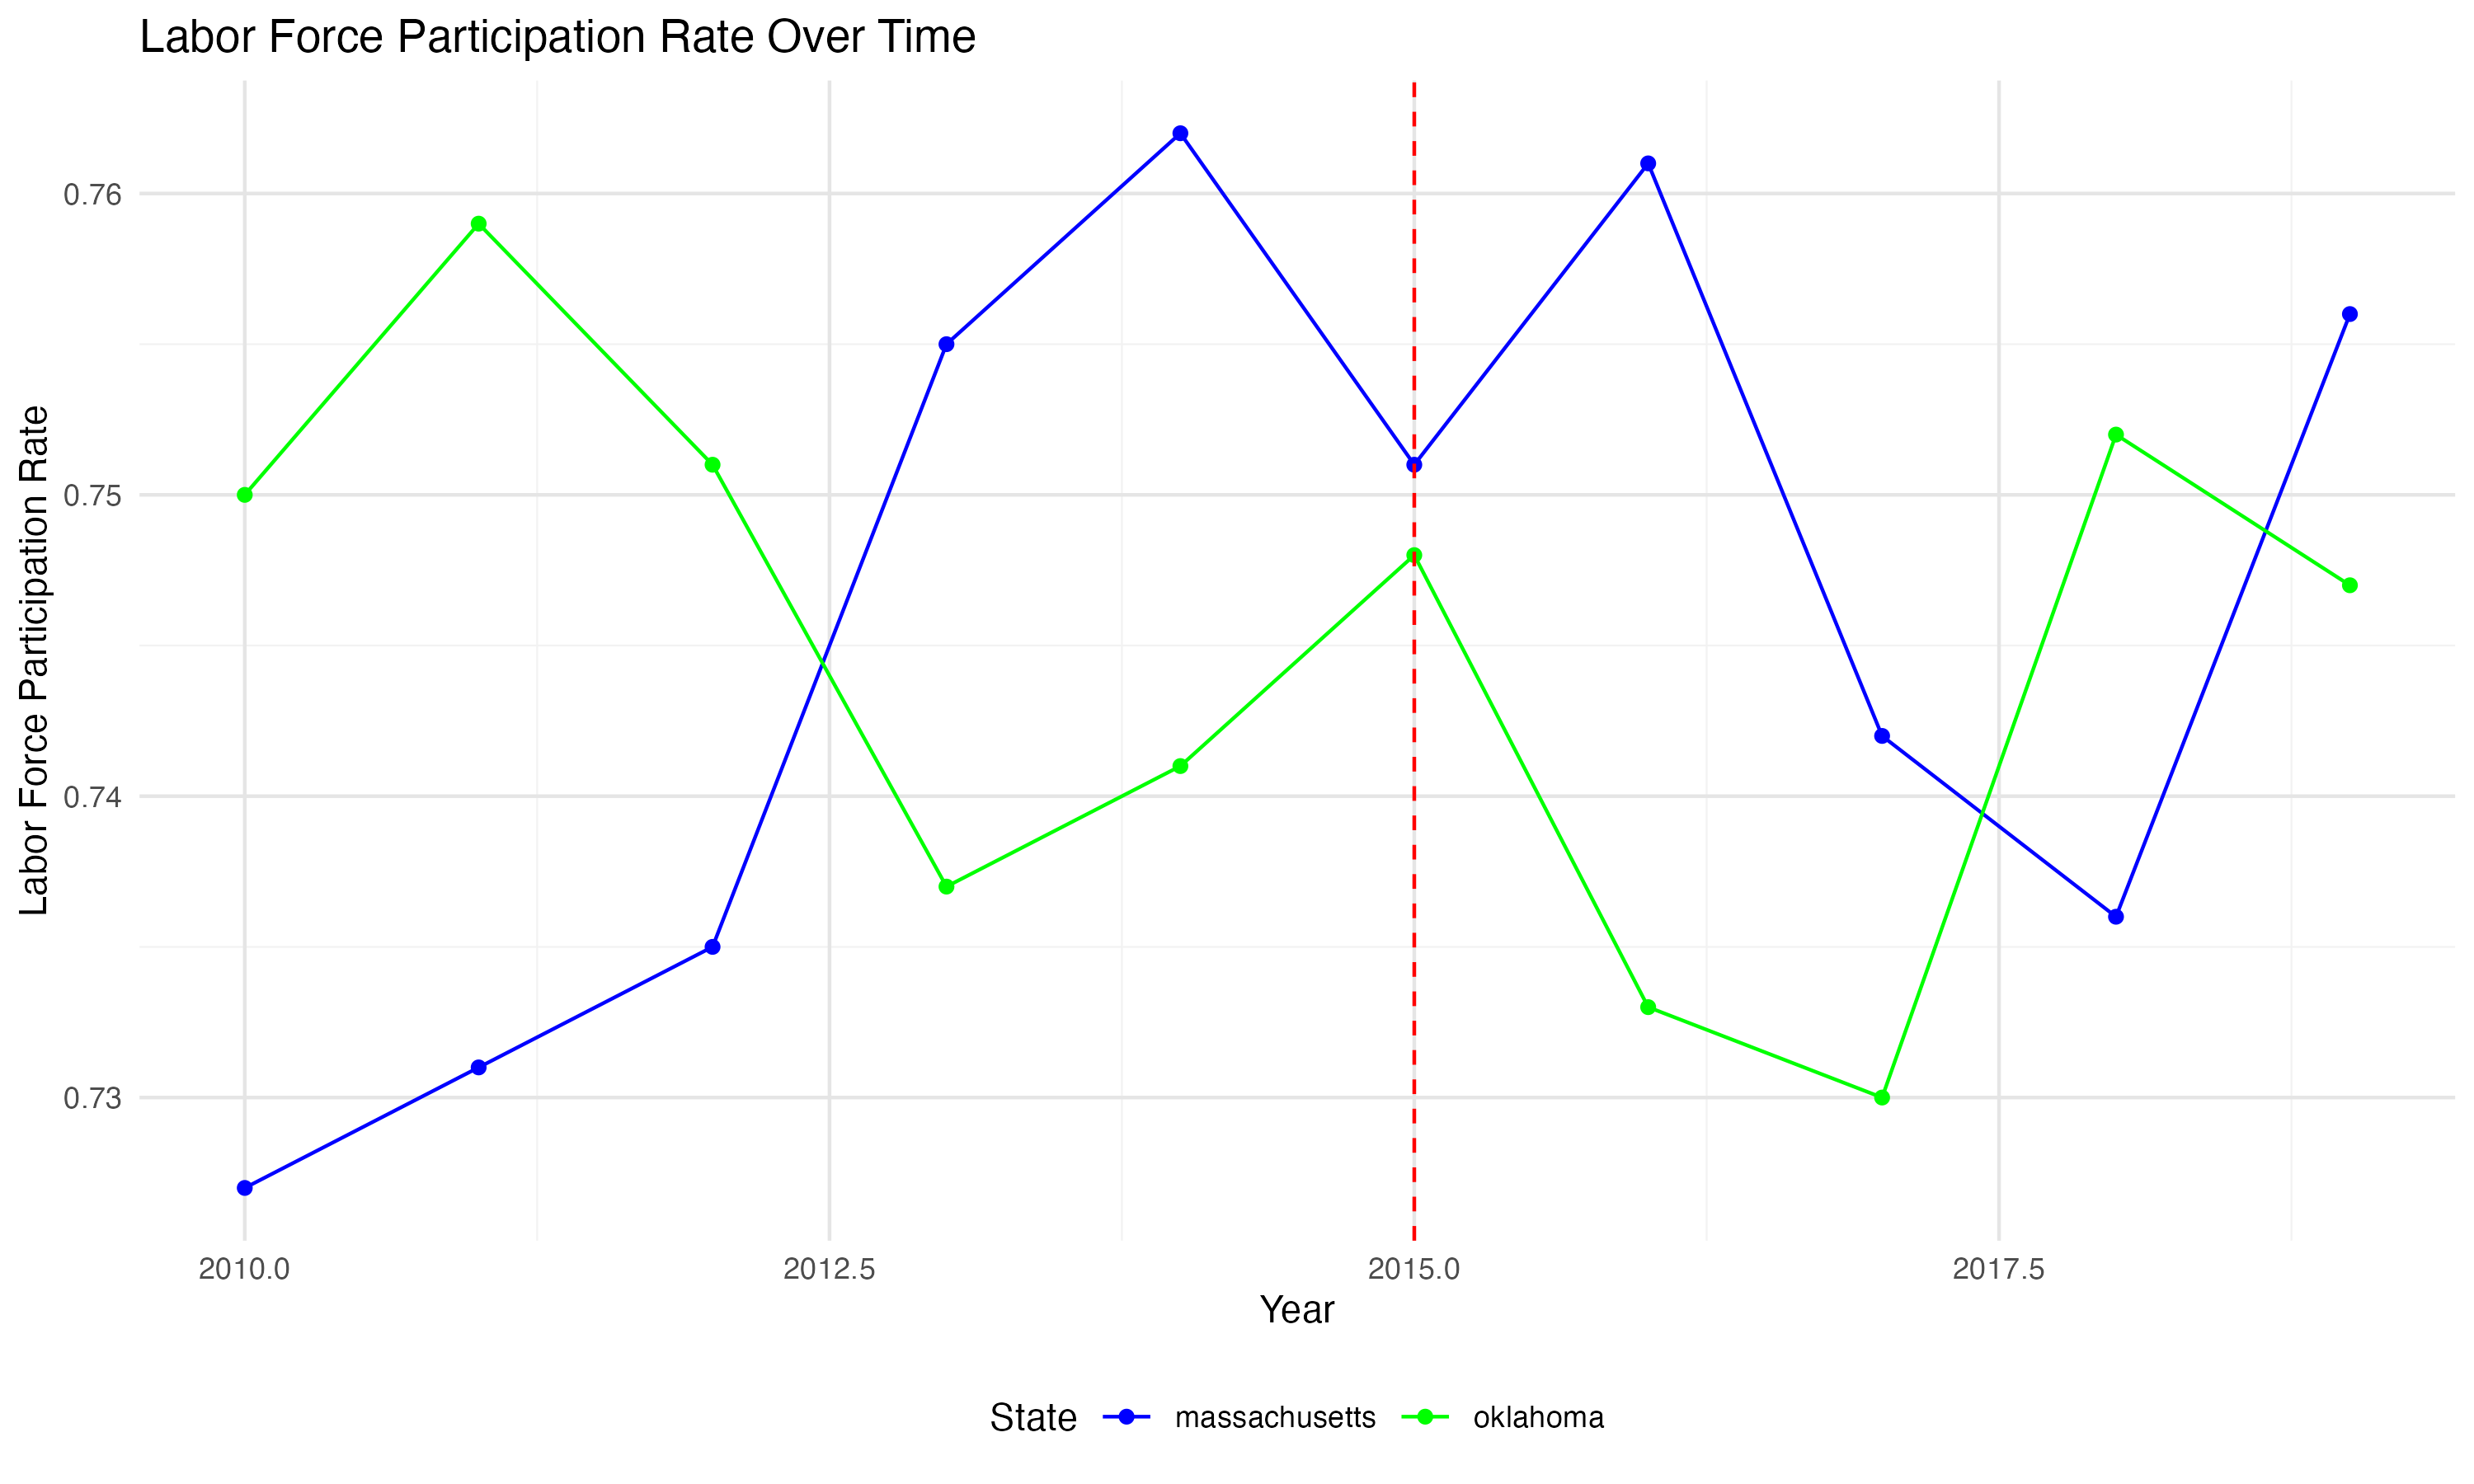 Labor Force Participation Rate Over Time
Labor Force Participation Rate
0.76
0.75
0.74
0.73
2010.0
2012.5
2015.0
2017.5
Year
State
massachusetts
oklahoma